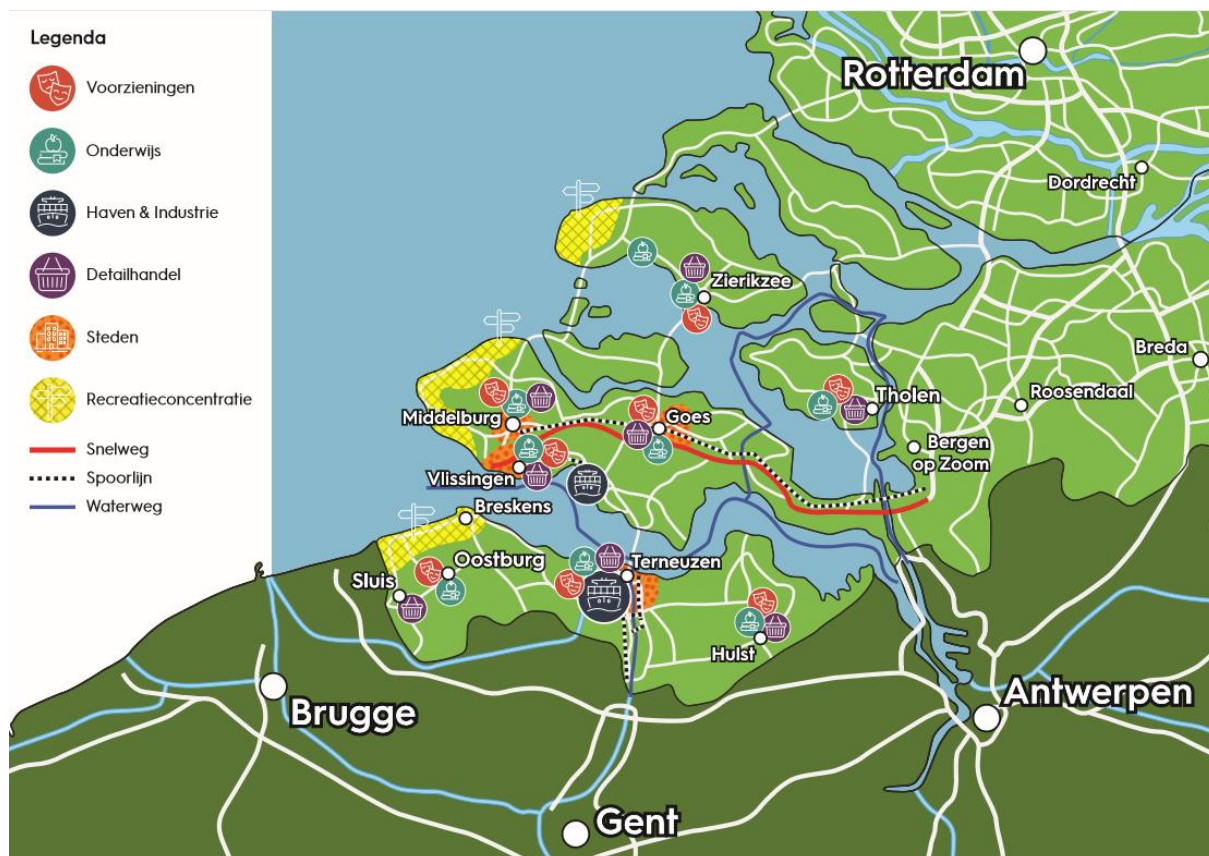 Legenda
Voorzieningen
Onderwijs
Haven & Industrie
Detailhandel
Steden
Recreatieconcentratie
Snelweg
Spoorlijn
Waterweg
Rotterdam
Dordrecht
Zierikzee
Breda
Roosendaal
Tholen
Middelburg
Goes
Bergen
op Zoom
Vlissingen
Breskens
Oostburg
Terneuzen
Sluis
Hulst
Antwerpen
Brugge
Gent